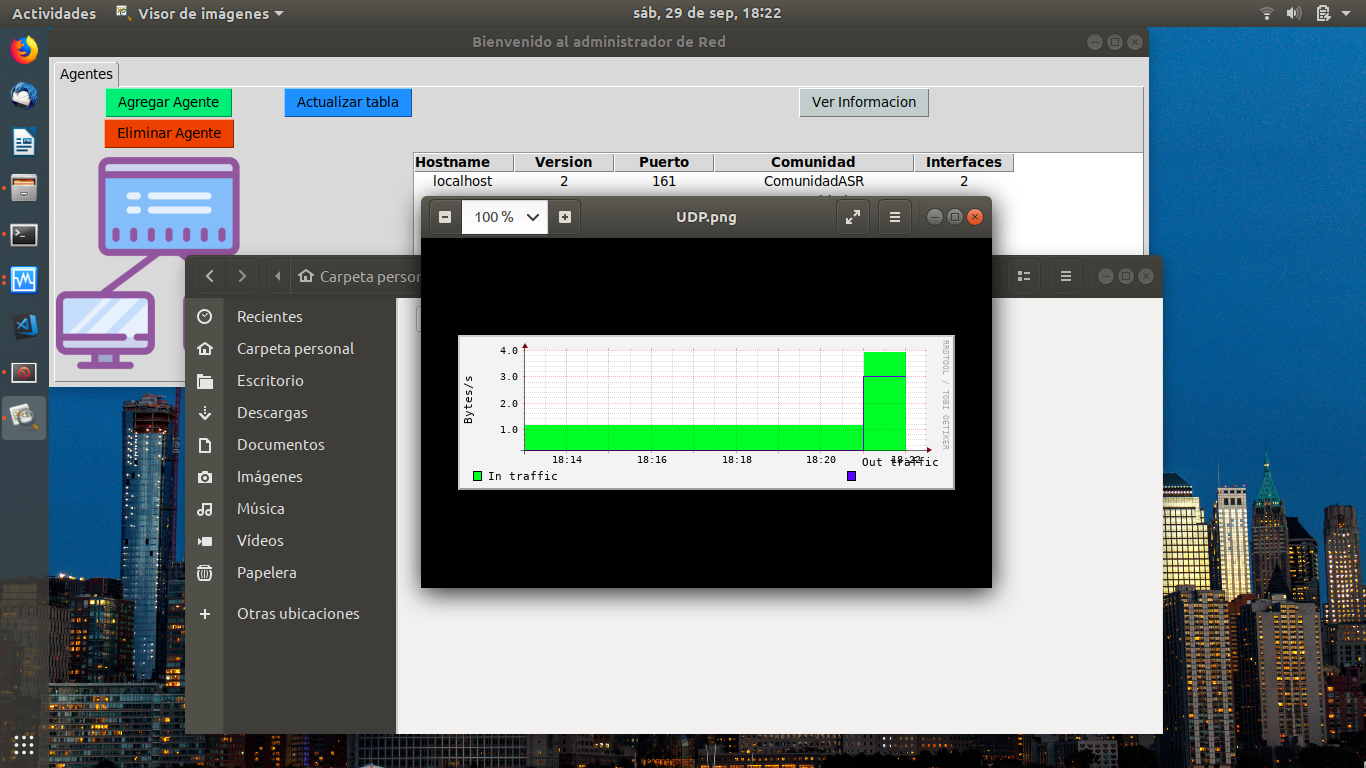 Actividades
Visor de imágenes
sáb, 29 de sep, 18:22
Bienvenido al administrador de Red
Agentes
Agregar Agente
Actualizar tabla
Ver Informacion
Eliminar Agente
Hostname Version Puerto Comunidad Interfaces
localhost 2 161 ComunidadASR 2
100 %
UDP.png
Carpeta person
Recientes
Carpeta personal
Escritorio
Descargas
Documentos
Imágenes
Música
Vídeos
Papelera
Otras ubicaciones
Bytes/s
4.0
3.0
2.0
1.0
18:14 18:16 18:18 18:20 18:22
Out traffic
In traffic
RRDTOOL / TOBI OETIKER